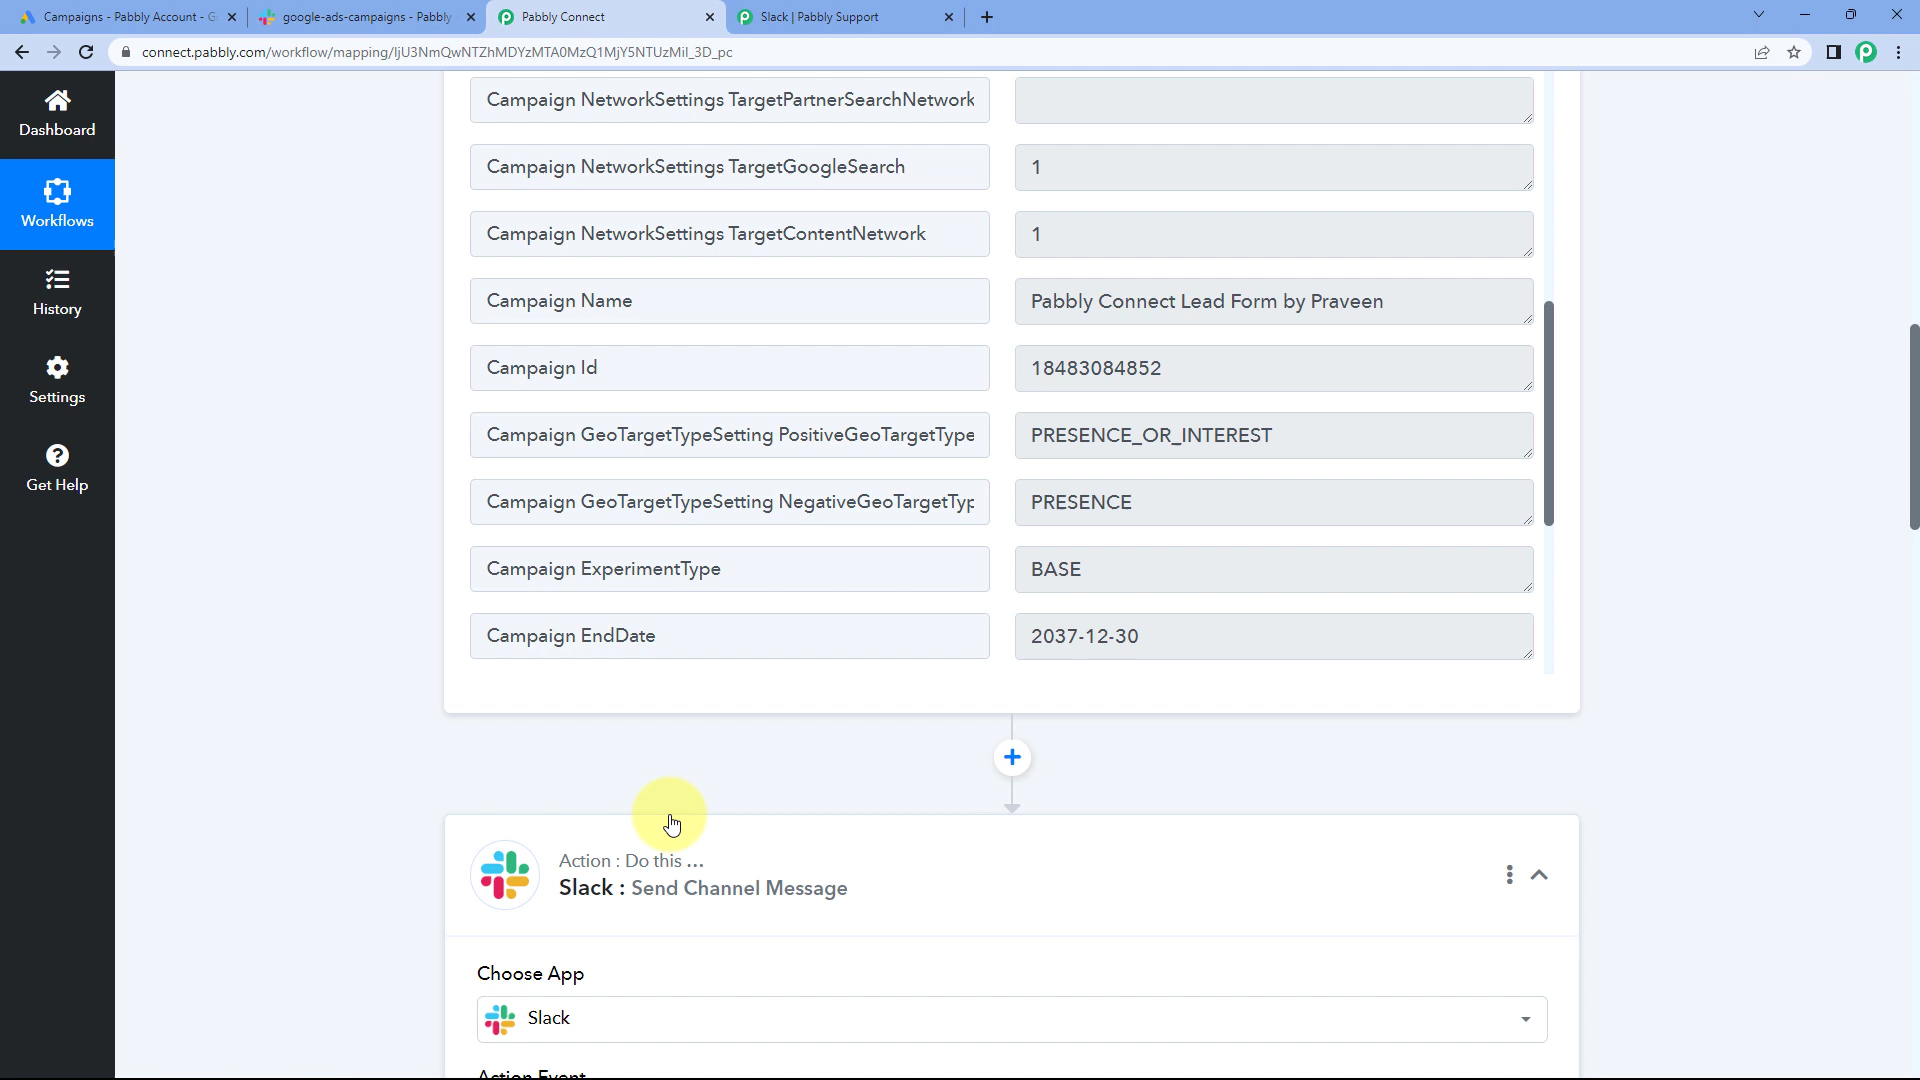 Campaigns - Pabbly Account - G
google-ads-campaigns - Pabbly
Pabbly Connect
Slack | Pabbly Support
connect.pabbly.com/workflow/mapping/IjU3NmQwNTZhMDYzMTA0MzQ1MjY5NTUzMiI_3D_pc
Dashboard
Workflows
History
Settings
Get Help
Campaign NetworkSettings TargetPartnerSearchNetwork
Campaign NetworkSettings TargetGoogleSearch
1
Campaign NetworkSettings TargetContentNetwork
1
Campaign Name
Pabbly Connect Lead Form by Praveen
Campaign Id
18483084852
Campaign GeoTargetTypeSetting PositiveGeoTargetType
PRESENCE_OR_INTEREST
Campaign GeoTargetTypeSetting NegativeGeoTargetTyp
PRESENCE
Campaign ExperimentType
BASE
Campaign EndDate
2037-12-30
Action : Do this ...
Slack : Send Channel Message
Choose App
Slack
Action Event